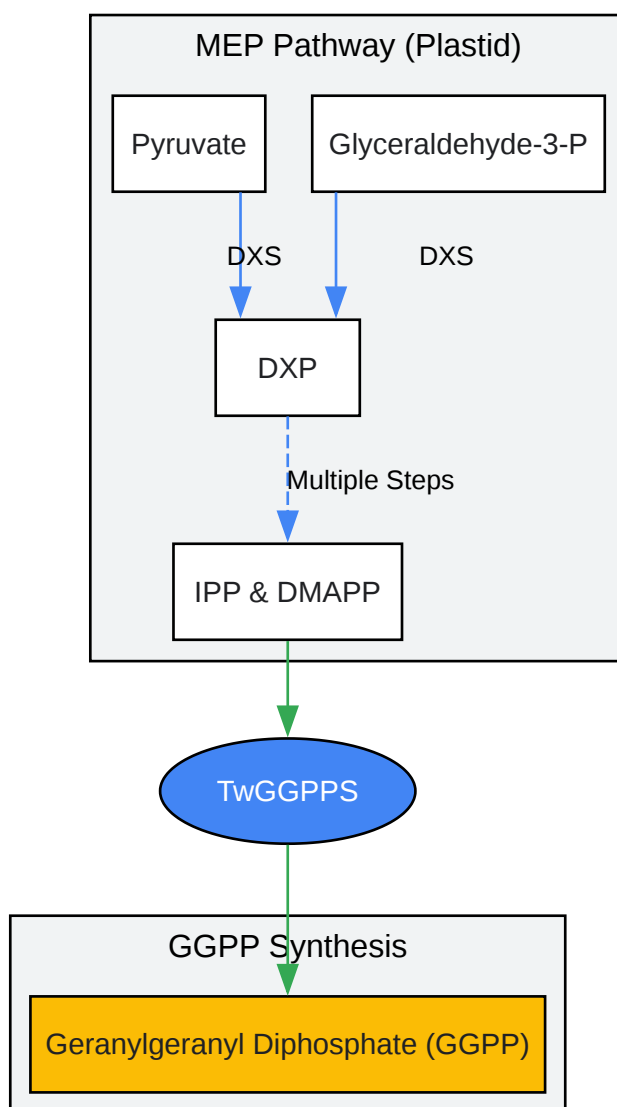 MEP Pathway (Plastid)
Pyruvate
Glyceraldehyde-3-P
DXS
DXS
DXP
Multiple Steps
IPP & DMAPP
TwGGPPS
GGPP Synthesis
Geranylgeranyl Diphosphate (GGPP)